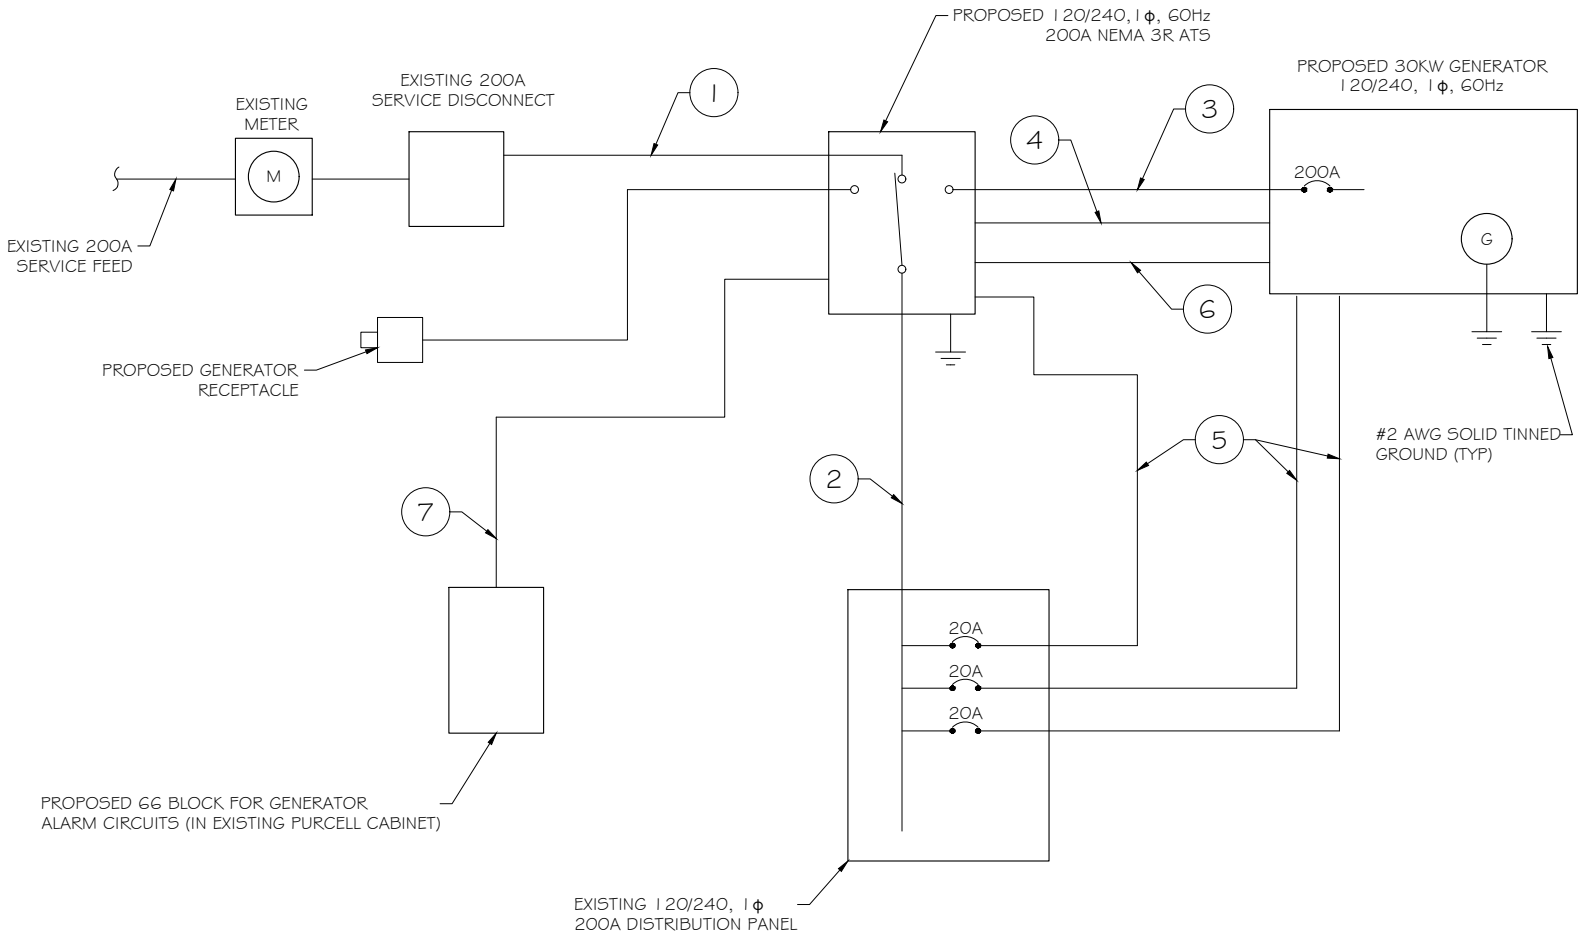 PROPOSED 120/240, 1ϕ, 60Hz
200A NEMA 3R ATS
PROPOSED 30KW GENERATOR
120/240, 1ϕ, 60Hz
EXISTING 200A
SERVICE DISCONNECT
EXISTING
METER
1
3
4
M
200A
G
EXISTING 200A
SERVICE FEED
6
PROPOSED GENERATOR
RECEPTACLE
5
#2 AWG SOLID TINNED
GROUND (TYP)
2
7
20A
20A
20A
PROPOSED 66 BLOCK FOR GENERATOR
ALARM CIRCUITS (IN EXISTING PURCELL CABINET)
EXISTING 120/240, 1ϕ
200A DISTRIBUTION PANEL